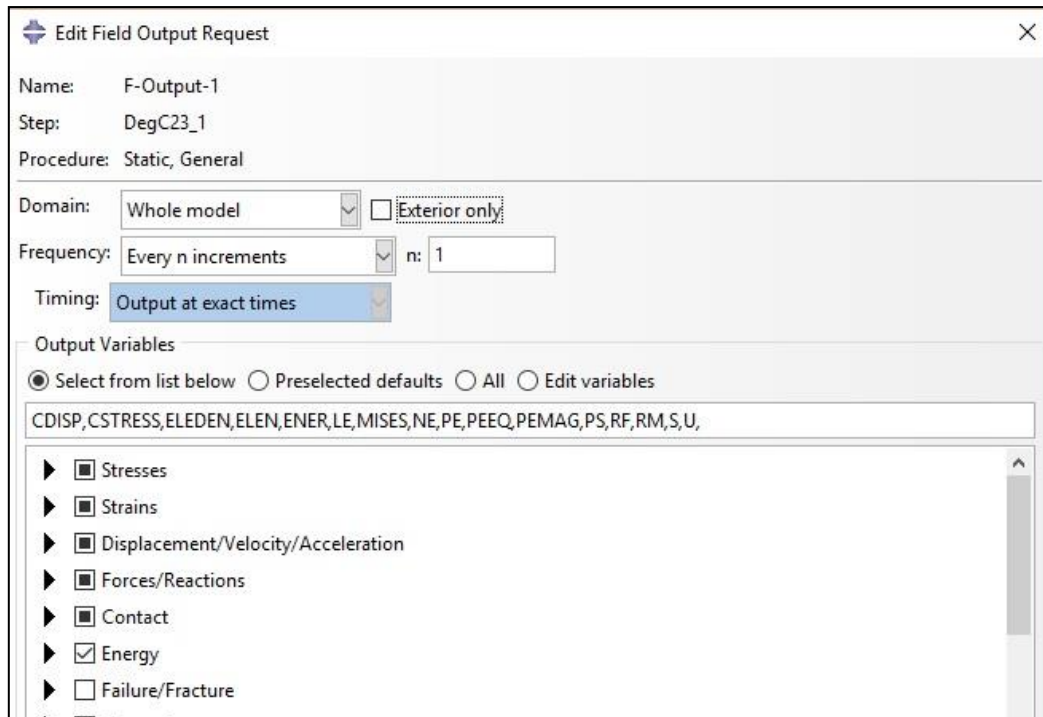 Edit Field Output Request
Name: F-Output-1
Step: DegC23_1
Procedure: Static, General
Domain: Whole model Exterior only
Frequency: Every n increments n: 1
Timing: Output at exact times
Output Variables
Select from list below Preselected defaults All Edit variables
CDISP,CSTRESS,ELEDEN,ELEN,ENER,LE,MISES,NE,PE,PEEQ,PEMAG,PS,RF,RM,S,U,
Stresses
Strains
Displacement/Velocity/Acceleration
Forces/Reactions
Contact
Energy
Failure/Fracture